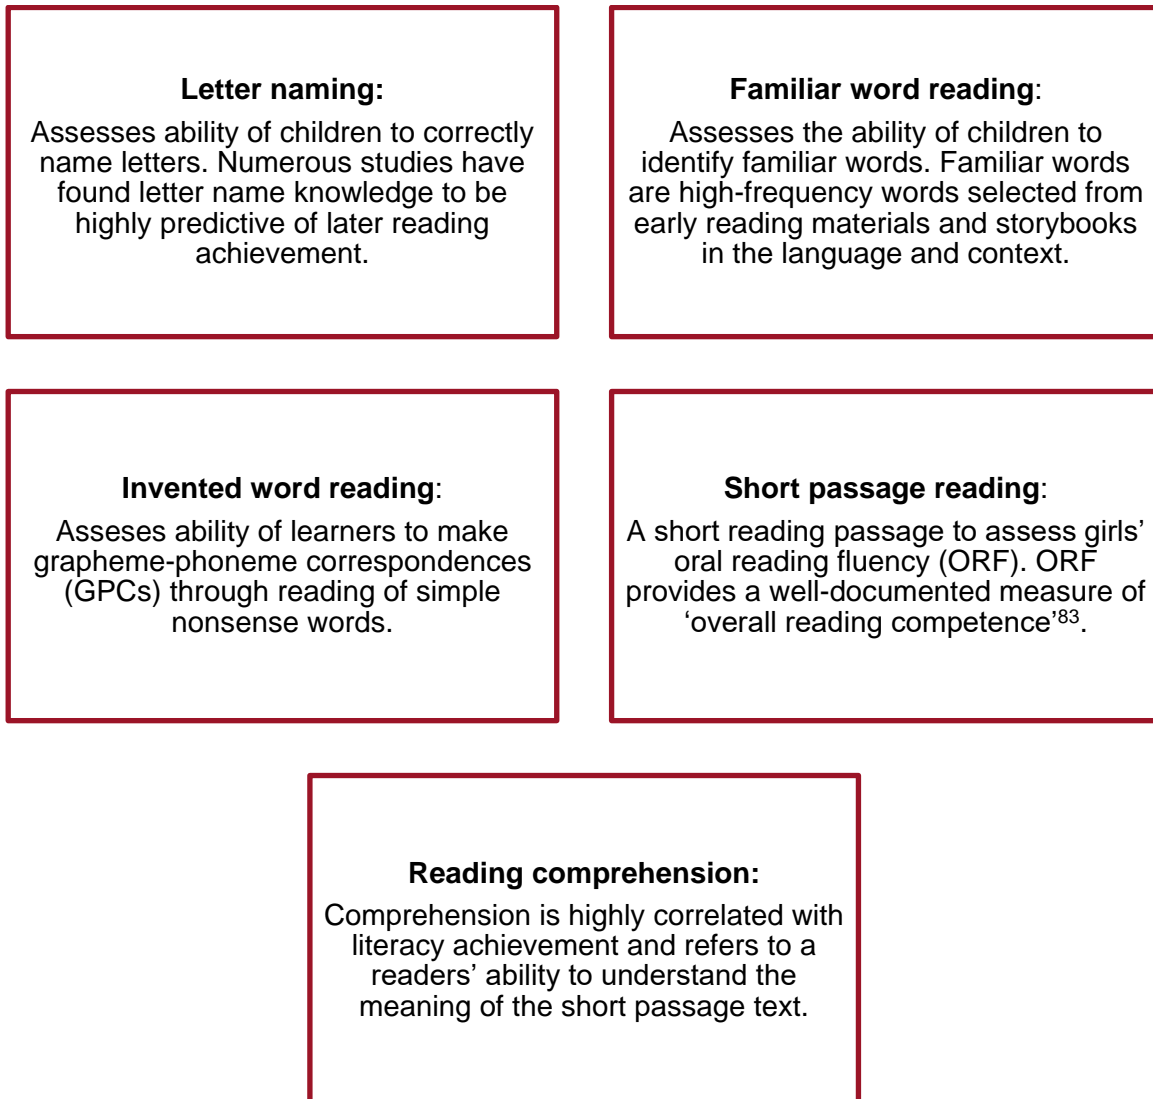 Letter naming:
Assesses ability of children to correctly
name letters. Numerous studies have
found letter name knowledge to be
highly predictive of later reading
achievement.
Familiar word reading:
Assesses the ability of children to
identify familiar words. Familiar words
are high-frequency words selected from
early reading materials and storybooks
in the language and context.
Invented word reading:
Asseses ability of learners to make
grapheme-phoneme correspondences
(GPCs) through reading of simple
nonsense words.
Short passage reading:
A short reading passage to assess girls’
oral reading fluency (ORF). ORF
provides a well-documented measure of
‘overall reading competence’⁸³.
Reading comprehension:
Comprehension is highly correlated with
literacy achievement and refers to a
readers’ ability to understand the
meaning of the short passage text.